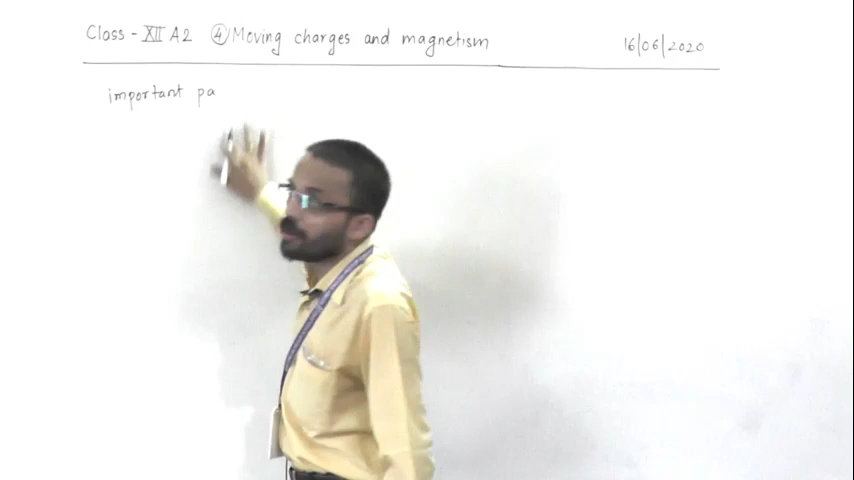 Class - XII A2 ④ Moving charges and magnetism 16/06/2020
important pa